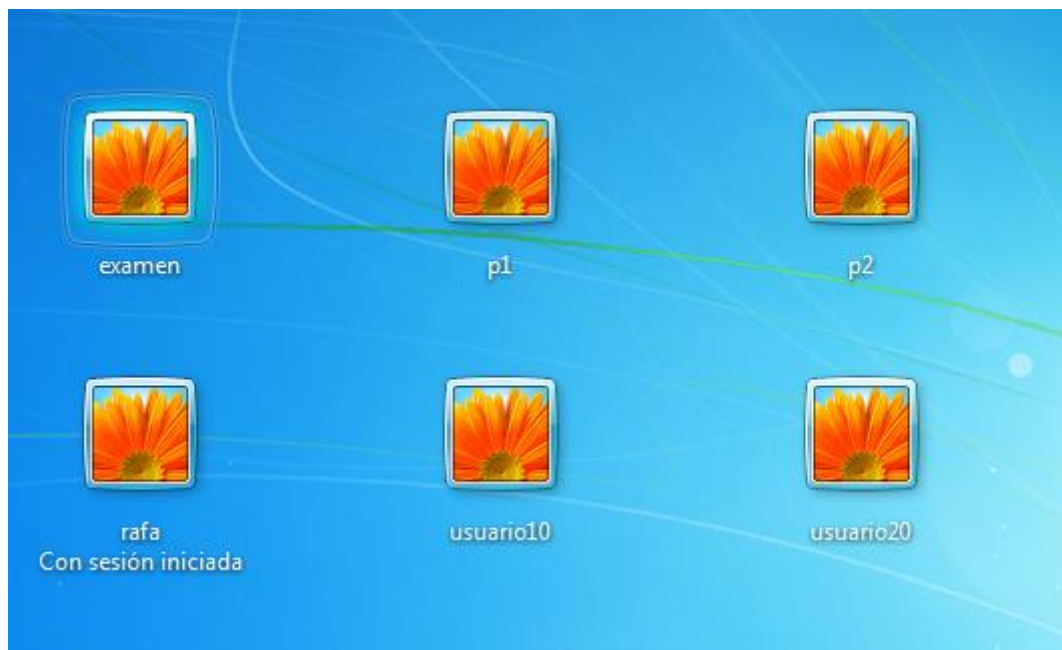 examen
p1
p2
rafa
Con sesión iniciada
usuario10
usuario20